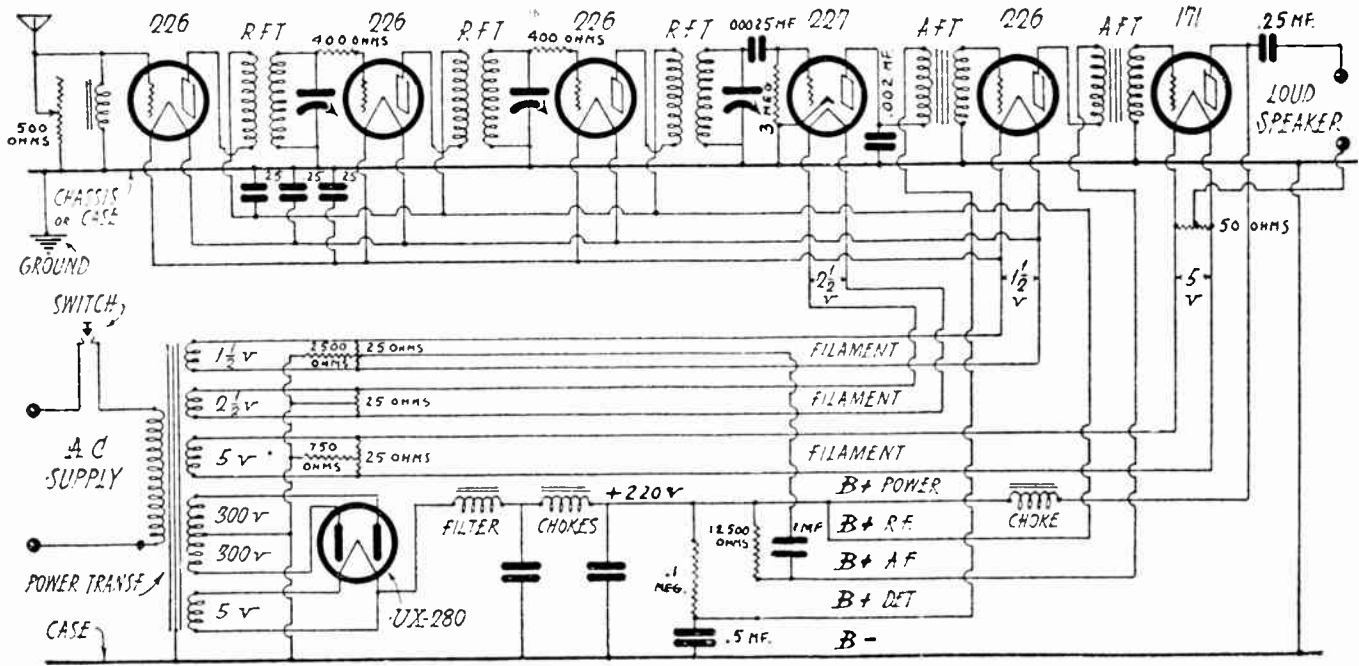 226
RFT
226
RFT
226
RFT
.00025 MF.
227
AFT
226
AFT
171
.25 MF.
400 OHMS
400 OHMS
500 OHMS
3 MEG
.002 MF.
LOUD SPEAKER
.25
.25
.25
CHASSIS
OR CASE
GROUND
50 OHMS
2½ v
1½ v
5 v
SWITCH
1½ v
2500 OHMS
25 OHMS
FILAMENT
2½ v
25 OHMS
FILAMENT
A C SUPPLY
5 v
750 OHMS
25 OHMS
FILAMENT
B+ POWER
300 v
FILTER
CHOKES
+220 v
CHOKE
12500 OHMS
1 MF
B+ RF
300 v
B+ AF
POWER TRANSF
.1 MEG.
B+ DET
5 v
UX-280
CASE
.5 MF.
B-